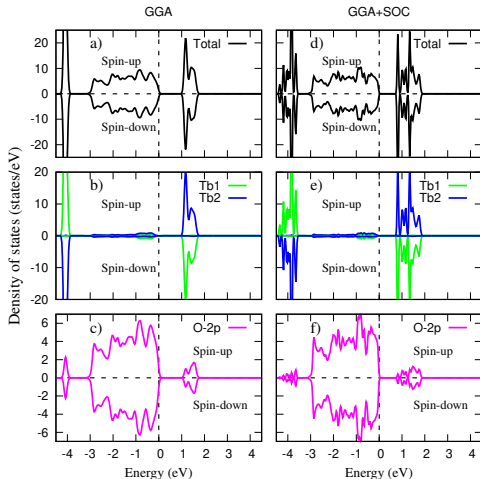 GGA GGA+SOC
a) Total d) Total
Spin-up Spin-up
Spin-down Spin-down
20
10
0
10
20
b) Tb1 e) Tb1
Tb2 Tb2
Spin-up Spin-up
Spin-down Spin-down
20
10
0
10
20
c) O-2p f) O-2p
Spin-up Spin-up
Spin-down Spin-down
6
4
2
0
2
4
6
Density of states (states/eV)
-4 -3 -2 -1 0 1 2 3 4 -4 -3 -2 -1 0 1 2 3 4
Energy (eV) Energy (eV)